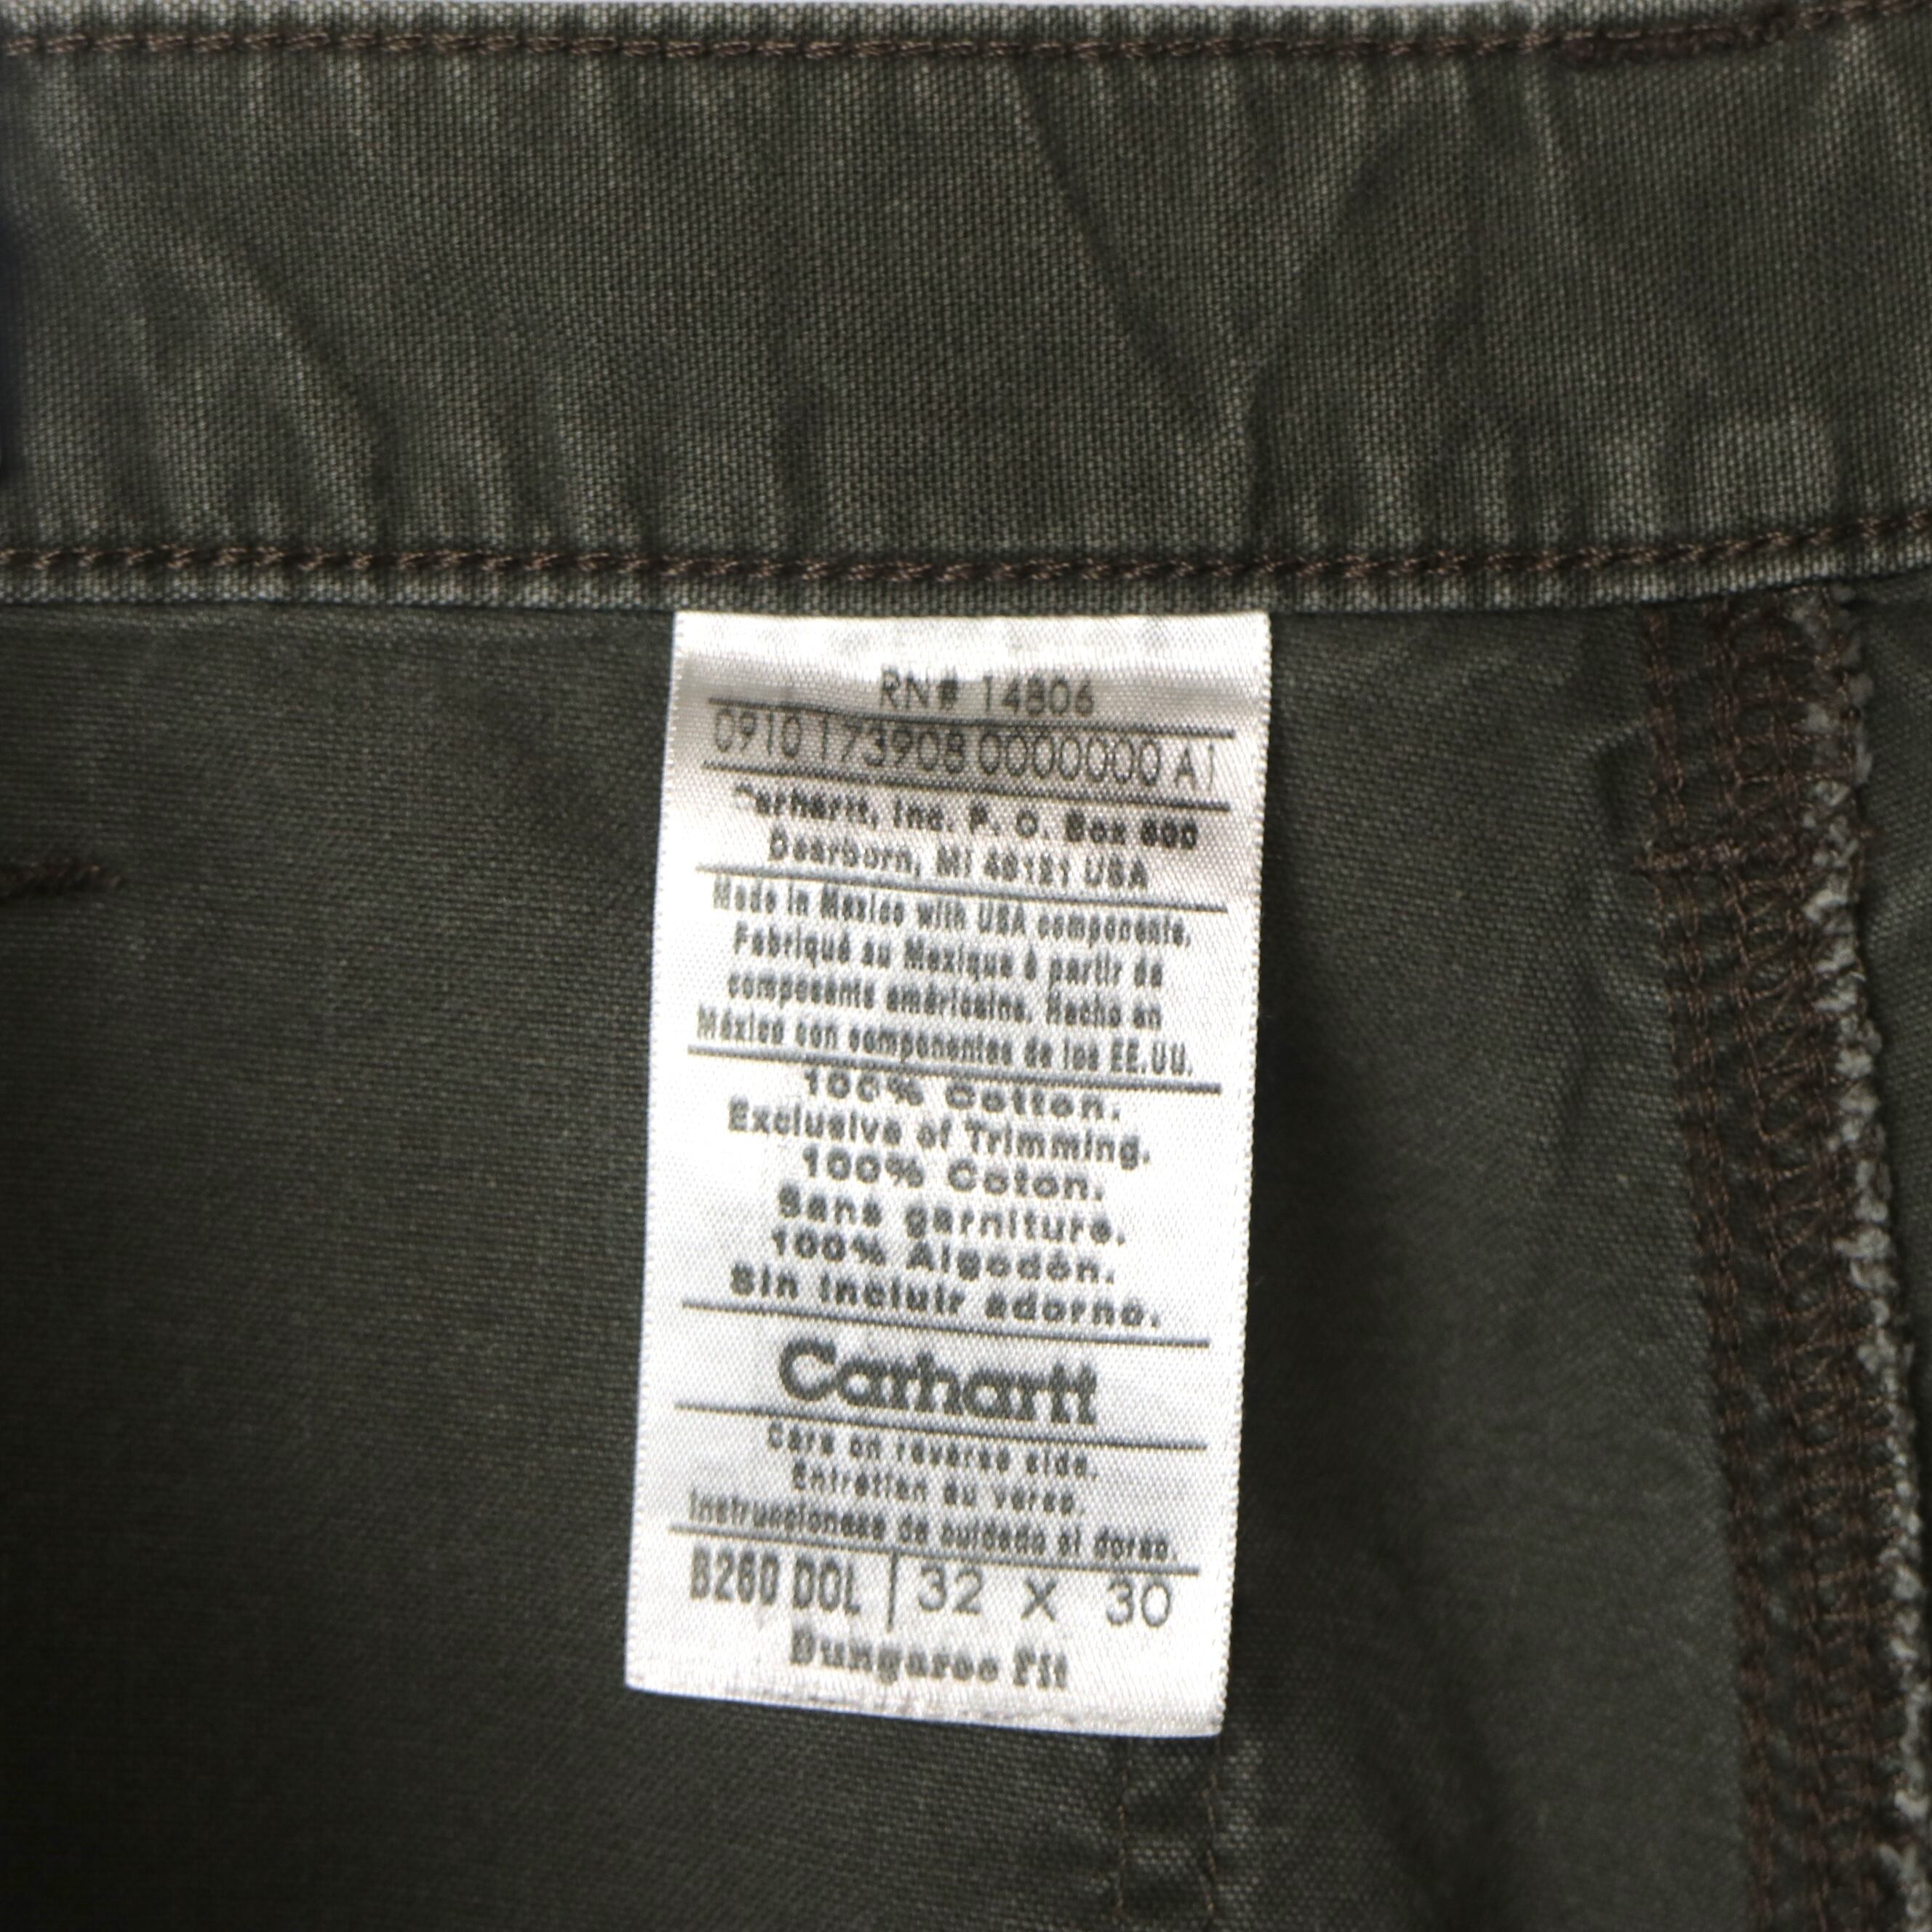 RN# 14806
0910 173908 0000000 A1
Carhartt, Inc. P. O. Box 600
Dearborn, MI 48121 USA
Made in Mexico with USA components.
Fabriqué au Mexique à partir de
composants américains. Hecho en
México con componentes de los EE.UU.
100% Cotton.
Exclusive of Trimming.
100% Coton.
Sans garniture.
100% Algodón.
Sin incluir adorno.
Carhartt
Care on reverse side.
Entretien au verso.
Instrucciones de cuidado al dorso.
B260 DOL | 32 X 30
Dungaree Fit